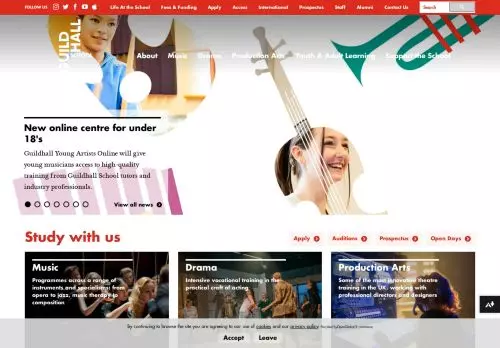 FOLLOW US Life At the School Fees & Funding Apply Access International Prospectus Staff Alumni Contact Us Search
GUILD
HALL
SCHOOL
About Music Drama Production Arts Youth & Adult Learning Support the School
New online centre for under
18's
Guildhall Young Artists Online will give
young musicians access to high-quality
training from Guildhall School tutors and
industry professionals.
View all news
Study with us
Apply Auditions Prospectus Open Days
Music
Programmes across a range of
instruments and specialisms: from
opera to jazz, music therapy to
composition
Drama
Intensive vocational training in the
practical craft of acting
Production Arts
Some of the most innovative theatre
training in the UK, working with
professional directors and designers
by continuing to browse the site you are agreeing to our use of cookies and our privacy policy
Accept Leave